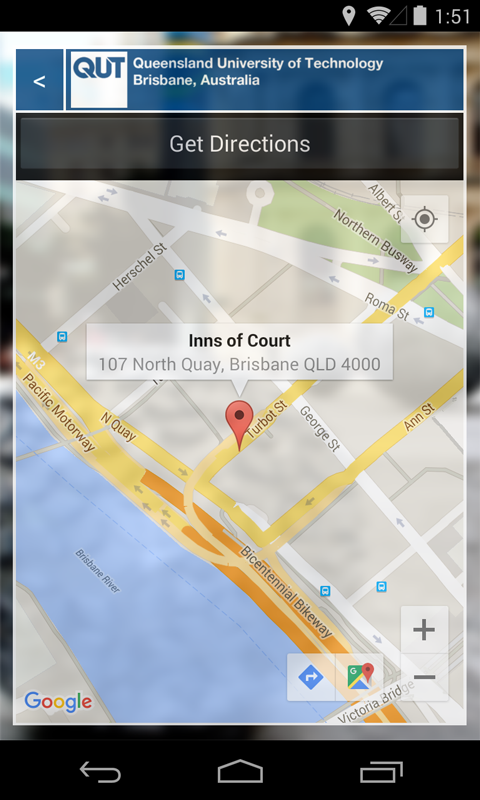 1:51
<
QUT
Queensland University of Technology
Brisbane, Australia
Get Directions
Albert St
Northern Busway
Herschel St
Roma St
Inns of Court
107 North Quay, Brisbane QLD 4000
M3
Pacific Motorway
N Quay
Turbot St
George St
Ann St
Brisbane River
Bicentennial Bikeway
Victoria Bridge
G
Google